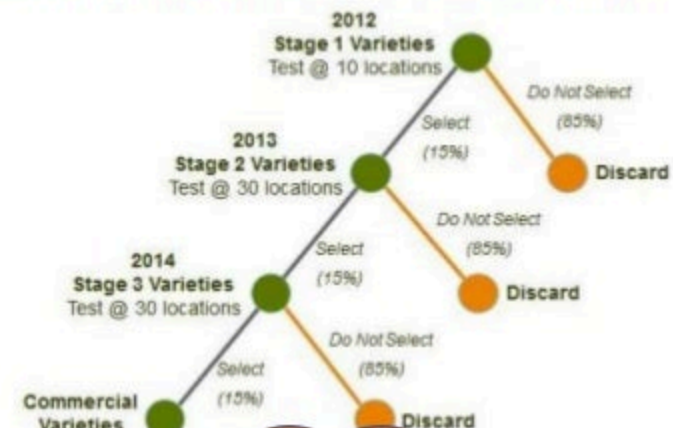 2012
Stage 1 Varieties
Test @ 10 locations
Do Not Select
(85%)
Select
(15%)
Discard
2013
Stage 2 Varieties
Test @ 30 locations
Do Not Select
(85%)
Select
(15%)
Discard
2014
Stage 3 Varieties
Test @ 30 locations
Do Not Select
(85%)
Select
(15%)
Commercial
Varieties
Discard